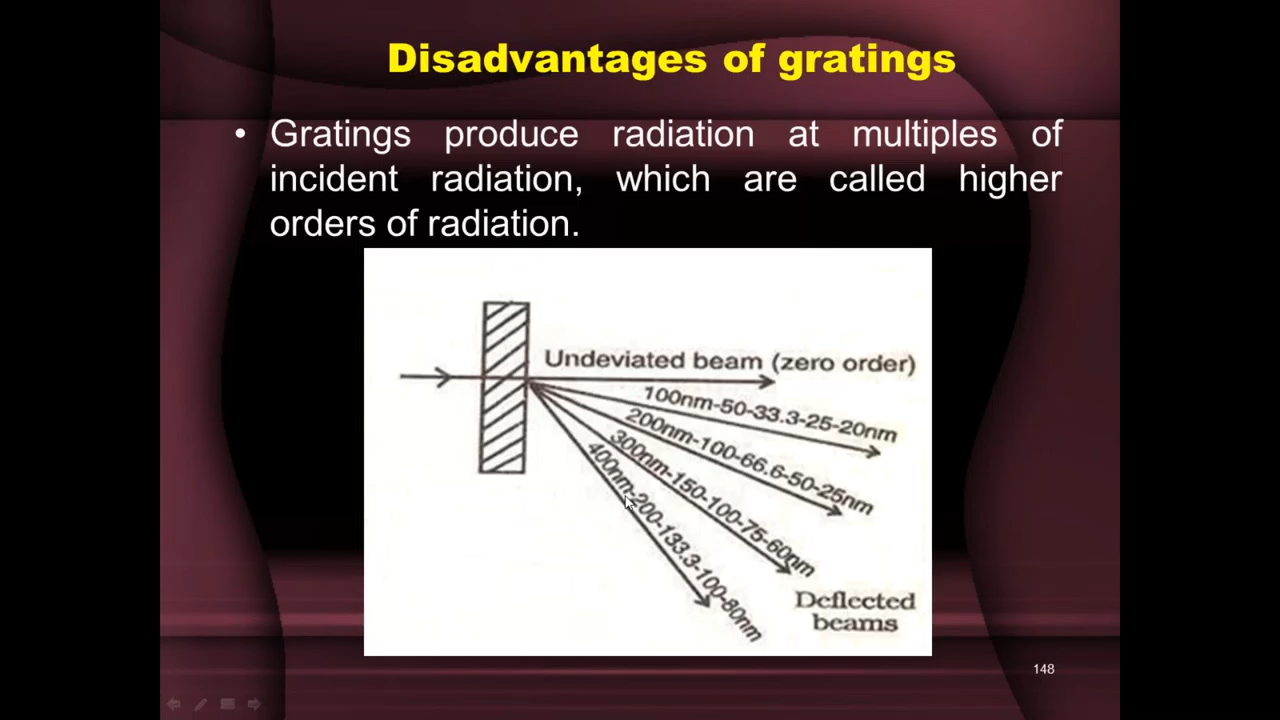 Disadvantages of gratings
• Gratings produce radiation at multiples of
incident radiation, which are called higher
orders of radiation.
Undeviated beam (zero order)
100nm-50-33.3-25-20nm
200nm-100-66.6-50-25nm
300nm-150-100-75-60nm
400nm-200-133.3-100-80nm
Deflected
beams
148